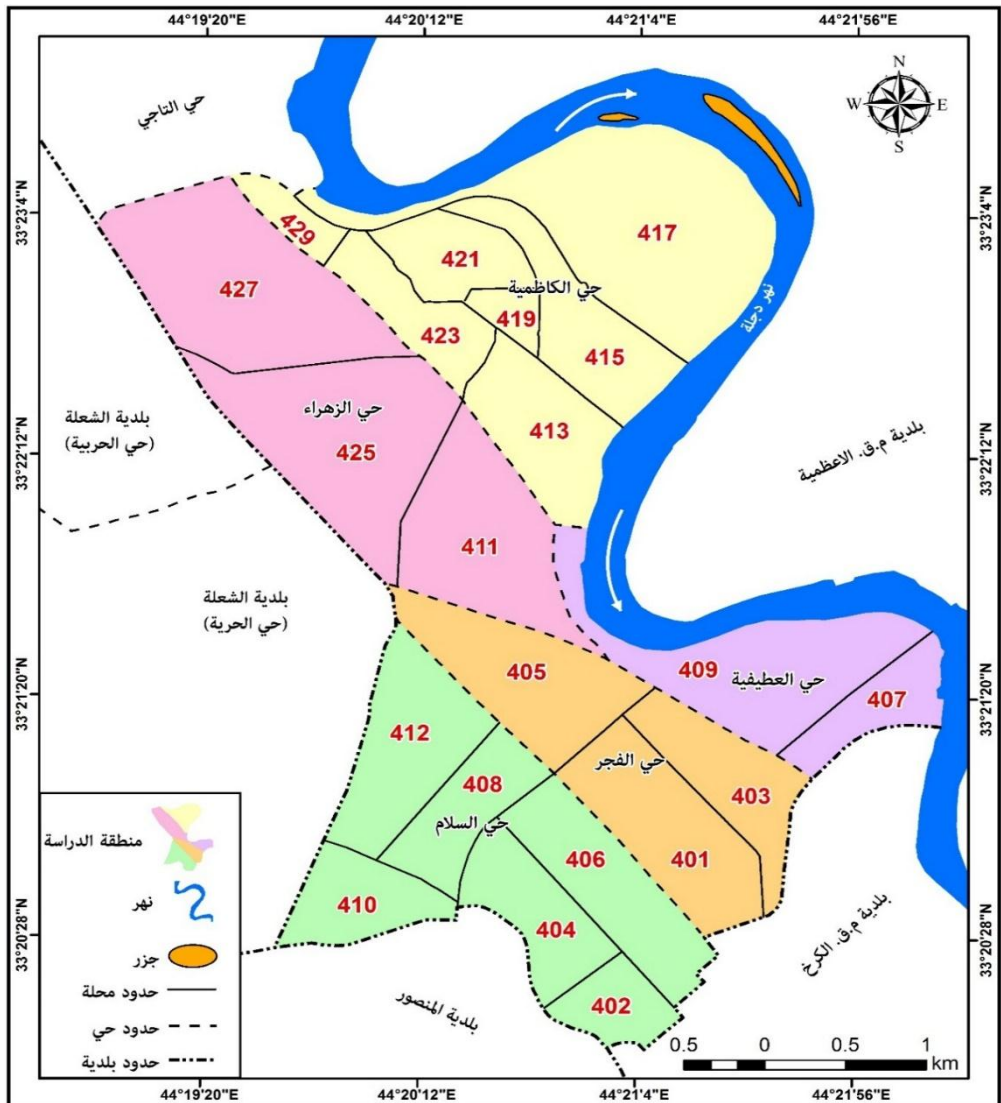 44°19'20"E 44°20'12"E 44°21'4"E 44°21'56"E
N
W E
S
حي التاجي
33°23'4"N
33°23'4"N
417
429
421
427
حي الكاظمية
419
نهر دجلة
423
415
بلدية الشعلة
(حي الحربية)
حي الزهراء
413
بلدية م.ق. الاعظمية
425
33°22'12"N
33°22'12"N
411
بلدية الشعلة
(حي الحرية)
405
409
حي العطيفية
407
33°21'20"N
33°21'20"N
412
حي الفجر
408
403
حي السلام
406
401
410
404
بلدية م.ق. الكرخ
33°20'28"N
33°20'28"N
402
بلدية المنصور
منطقة الدراسة
نهر
جزر
حدود محلة
حدود حي
حدود بلدية
0.5 0 0.5 1
km
44°19'20"E 44°20'12"E 44°21'4"E 44°21'56"E